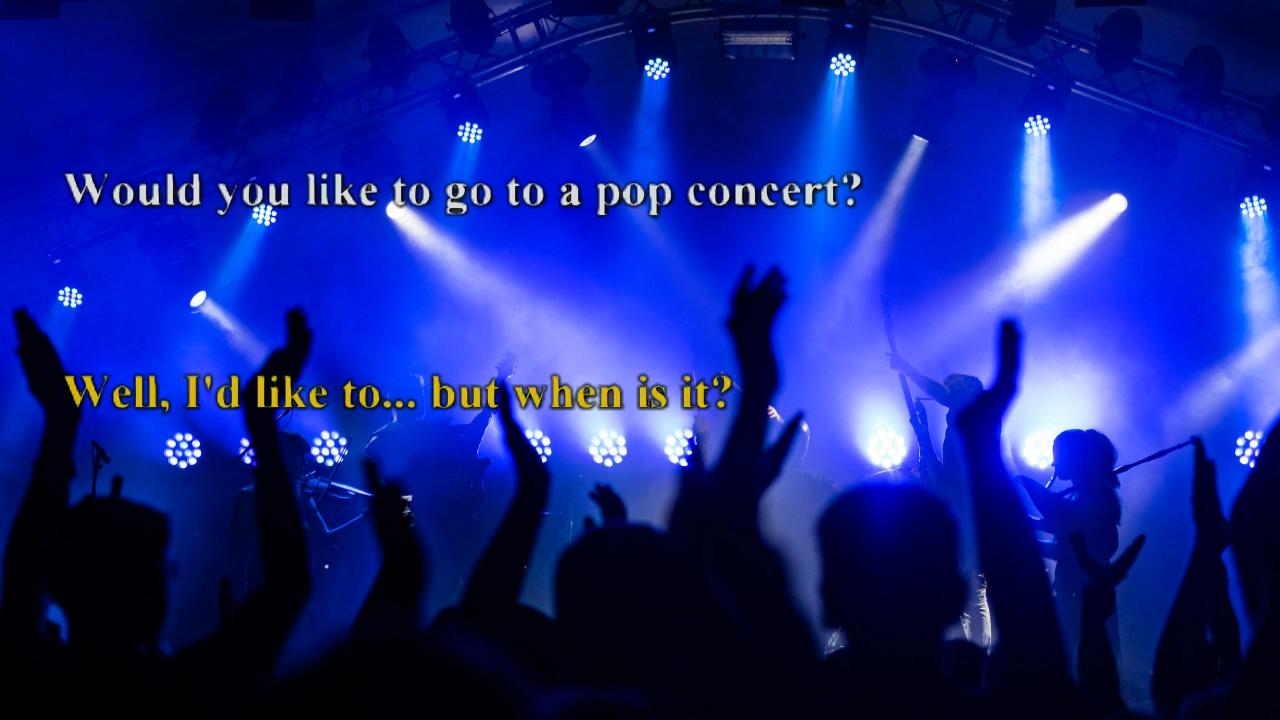 Would you like to go to a pop concert?
Well, I'd like to... but when is it?